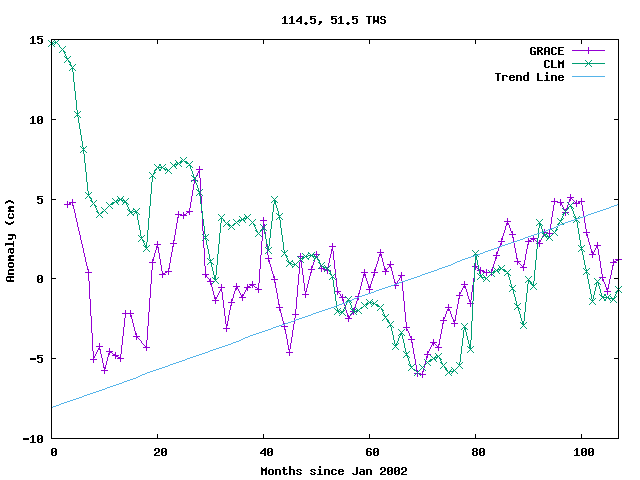 114.5, 51.5 TWS
GRACE
CLM
Trend Line
15
10
5
0
-5
-10
Anomaly (cm)
0 20 40 60 80 100
Months since Jan 2002